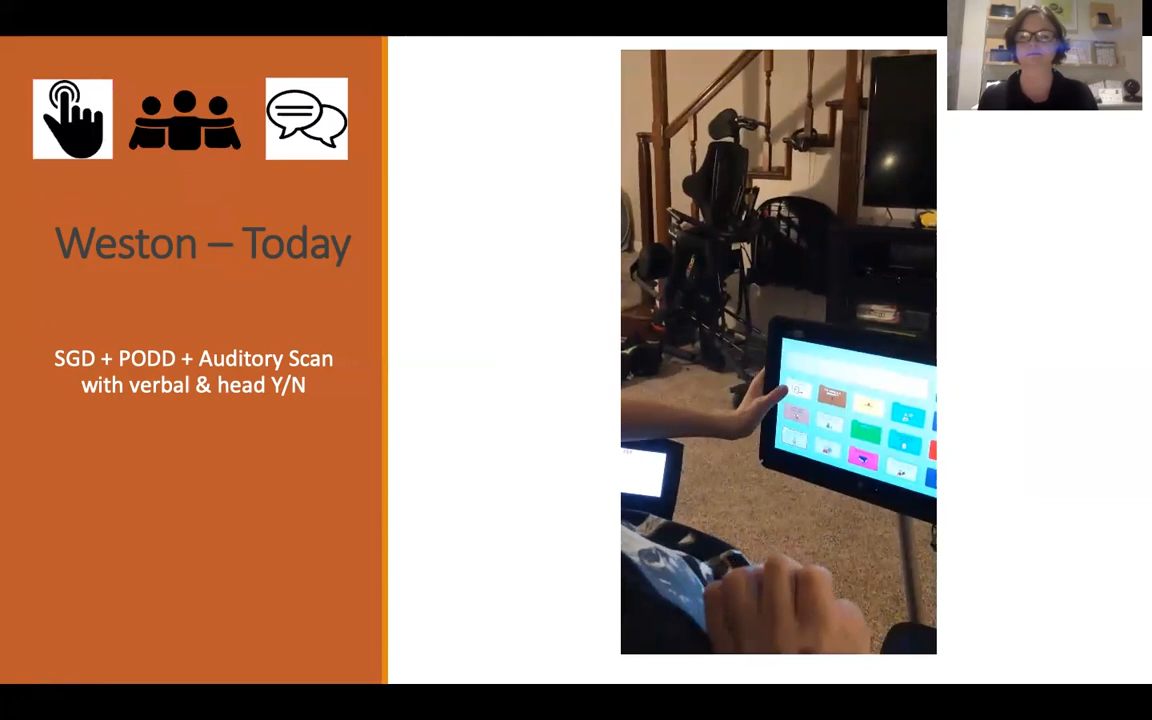 Weston – Today
SGD + PODD + Auditory Scan
with verbal & head Y/N